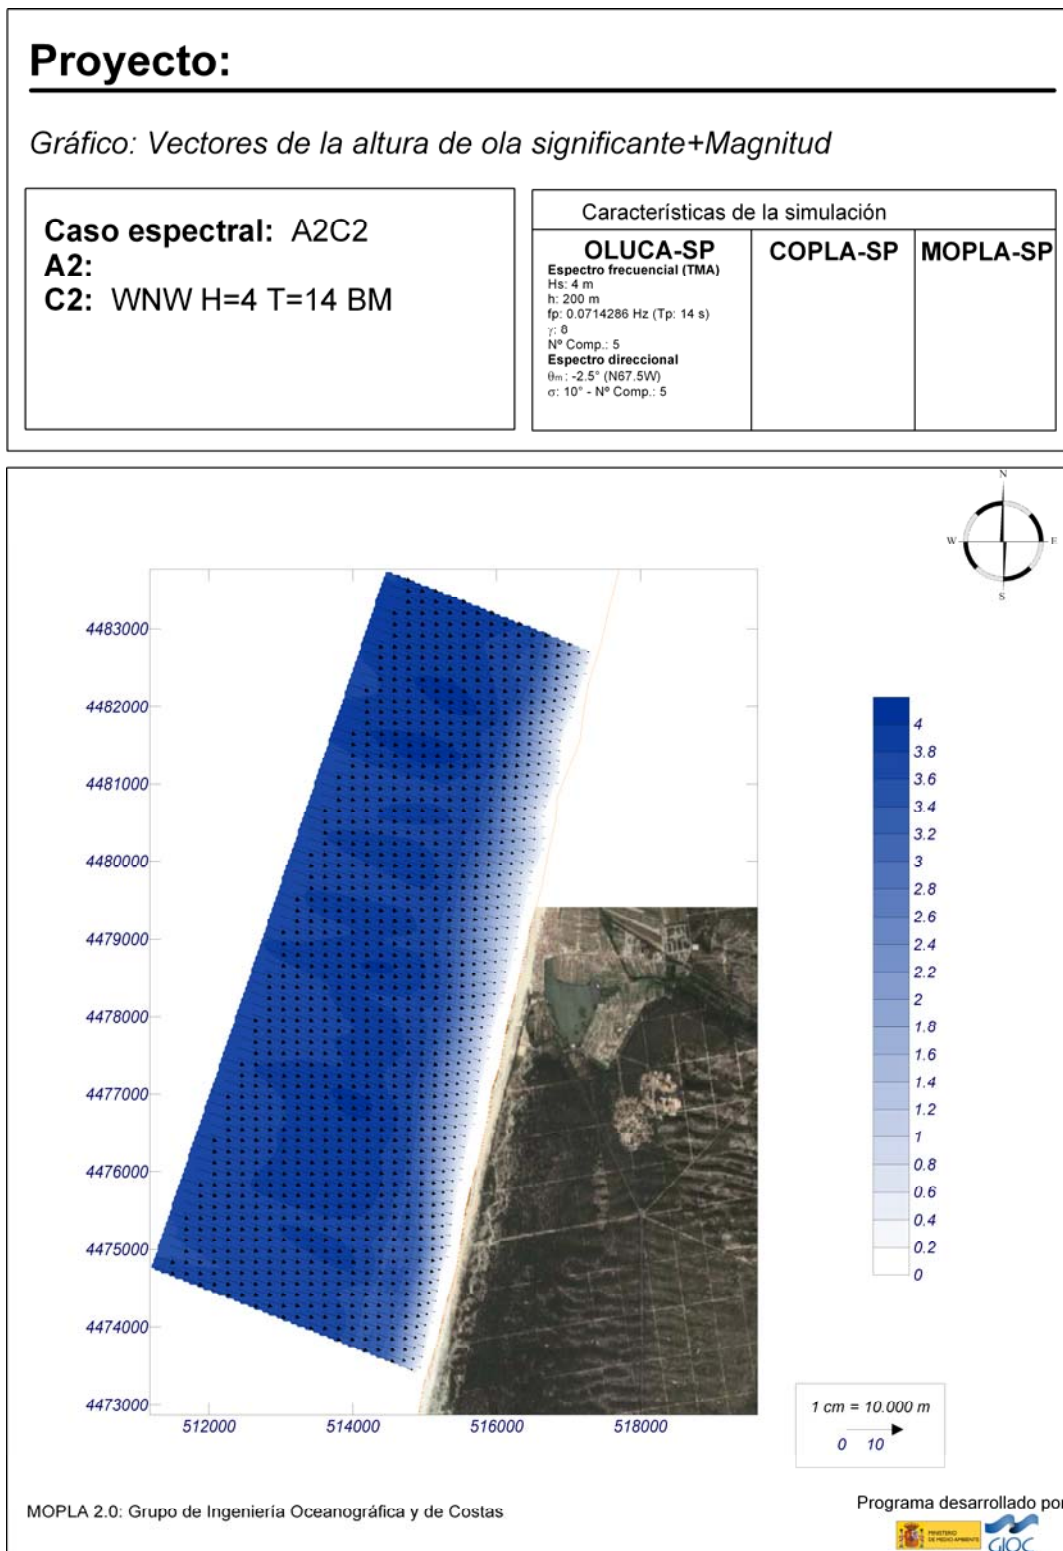 Proyecto:
Gráfico: Vectores de la altura de ola significante+Magnitud
Caso espectral: A2C2
A2:
C2: WNW H=4 T=14 BM
Características de la simulación
OLUCA-SP
Espectro frecuencial (TMA)
Hs: 4 m
h: 200 m
fp: 0.0714286 Hz (Tp: 14 s)
γ: 8
Nº Comp.: 5
Espectro direccional
θm: -2.5° (N67.5W)
σ: 10° - Nº Comp.: 5
COPLA-SP
MOPLA-SP
N
W
E
S
4483000
4482000
4481000
4480000
4479000
4478000
4477000
4476000
4475000
4474000
4473000
512000 514000 516000 518000
4
3.8
3.6
3.4
3.2
3
2.8
2.6
2.4
2.2
2
1.8
1.6
1.4
1.2
1
0.8
0.6
0.4
0.2
0
1 cm = 10.000 m
0 10
MOPLA 2.0: Grupo de Ingeniería Oceanográfica y de Costas
Programa desarrollado por
MINISTERIO
DE MEDIO AMBIENTE
GIOC